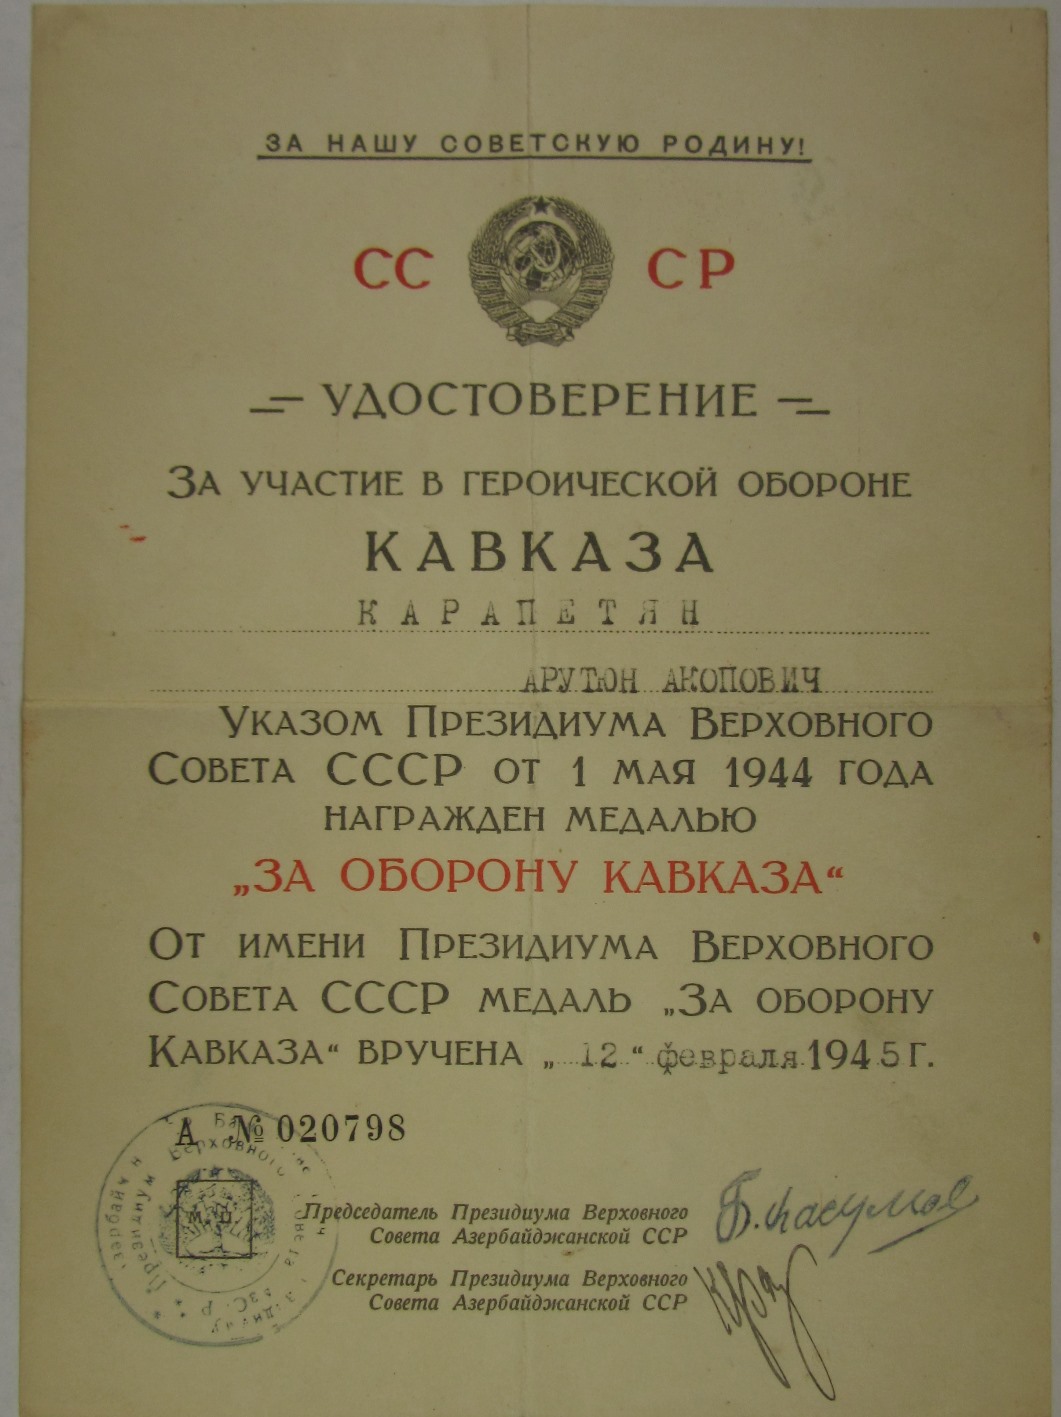 ЗА НАШУ СОВЕТСКУЮ РОДИНУ!
СС СР
УДОСТОВЕРЕНИЕ
ЗА УЧАСТИЕ В ГЕРОИЧЕСКОЙ ОБОРОНЕ
КАВКАЗА
КАРАПЕТЯН
АРУТЮН АКОПОВИЧ
УКАЗОМ ПРЕЗИДИУМА ВЕРХОВНОГО
СОВЕТА СССР ОТ 1 МАЯ 1944 ГОДА
НАГРАЖДЕН МЕДАЛЬЮ
„ЗА ОБОРОНУ КАВКАЗА“
ОТ ИМЕНИ ПРЕЗИДИУМА ВЕРХОВНОГО
СОВЕТА СССР МЕДАЛЬ „ЗА ОБОРОНУ
КАВКАЗА“ ВРУЧЕНА „ 12 “ февраля 1945 Г.
А № 020798
М.П.
Председатель Президиума Верховного
Совета Азербайджанской ССР
Б. Касумов
Секретарь Президиума Верховного
Совета Азербайджанской ССР